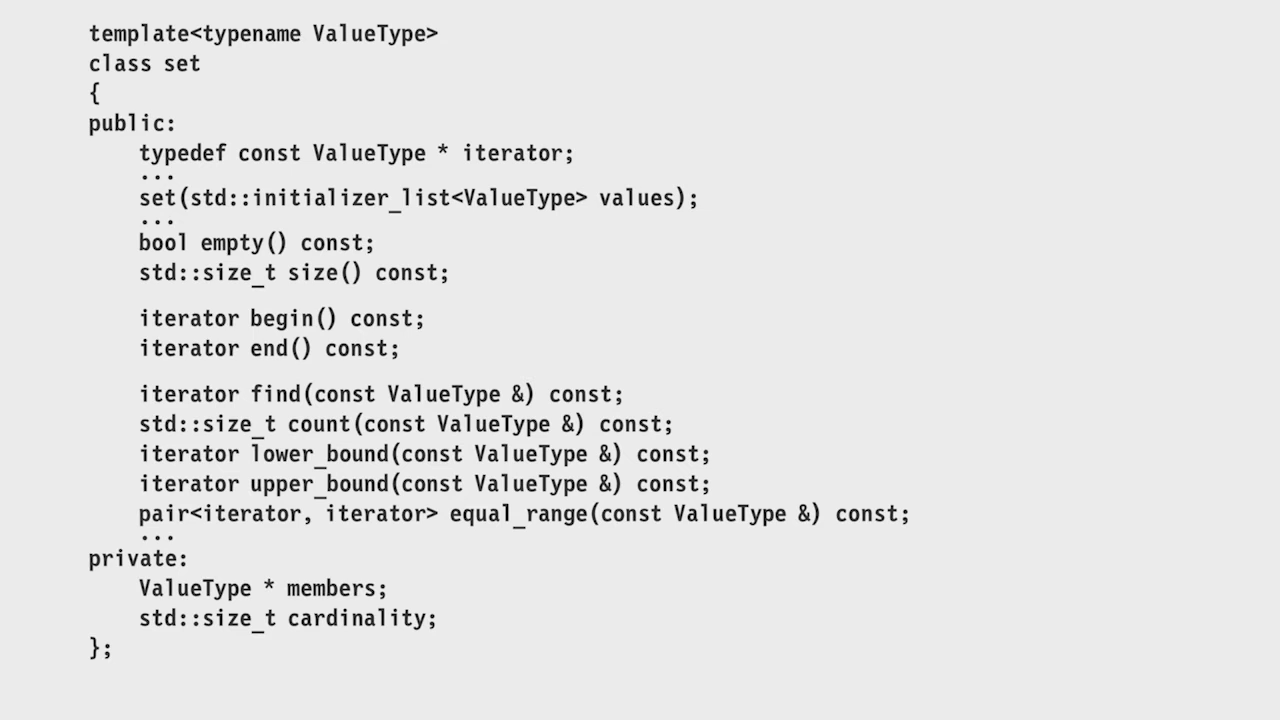 template<typename ValueType>
class set
{
public:
    typedef const ValueType * iterator;
    ...
    set(std::initializer_list<ValueType> values);
    ...
    bool empty() const;
    std::size_t size() const;
    iterator begin() const;
    iterator end() const;
    iterator find(const ValueType &) const;
    std::size_t count(const ValueType &) const;
    iterator lower_bound(const ValueType &) const;
    iterator upper_bound(const ValueType &) const;
    pair<iterator, iterator> equal_range(const ValueType &) const;
    ...
private:
    ValueType * members;
    std::size_t cardinality;
};